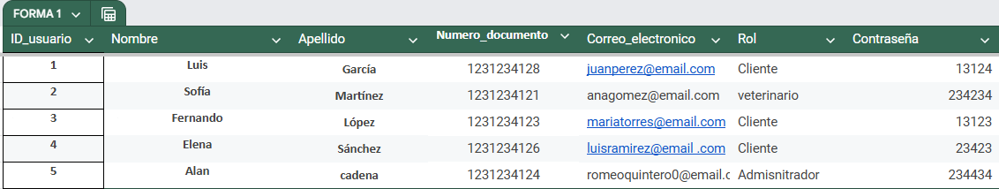 FORMA 1
ID_usuario Nombre Apellido Numero_documento Correo_electronico Rol Contraseña
1 Luis García 1231234128 juanperez@email.com Cliente 13124
2 Sofía Martínez 1231234121 anagomez@email.com veterinario 234234
3 Fernando López 1231234123 mariatorres@email.com Cliente 13123
4 Elena Sánchez 1231234126 luisramirez@email .com Cliente 23423
5 Alan cadena 1231234124 romeoquintero0@email.c Admisnitrador 234434